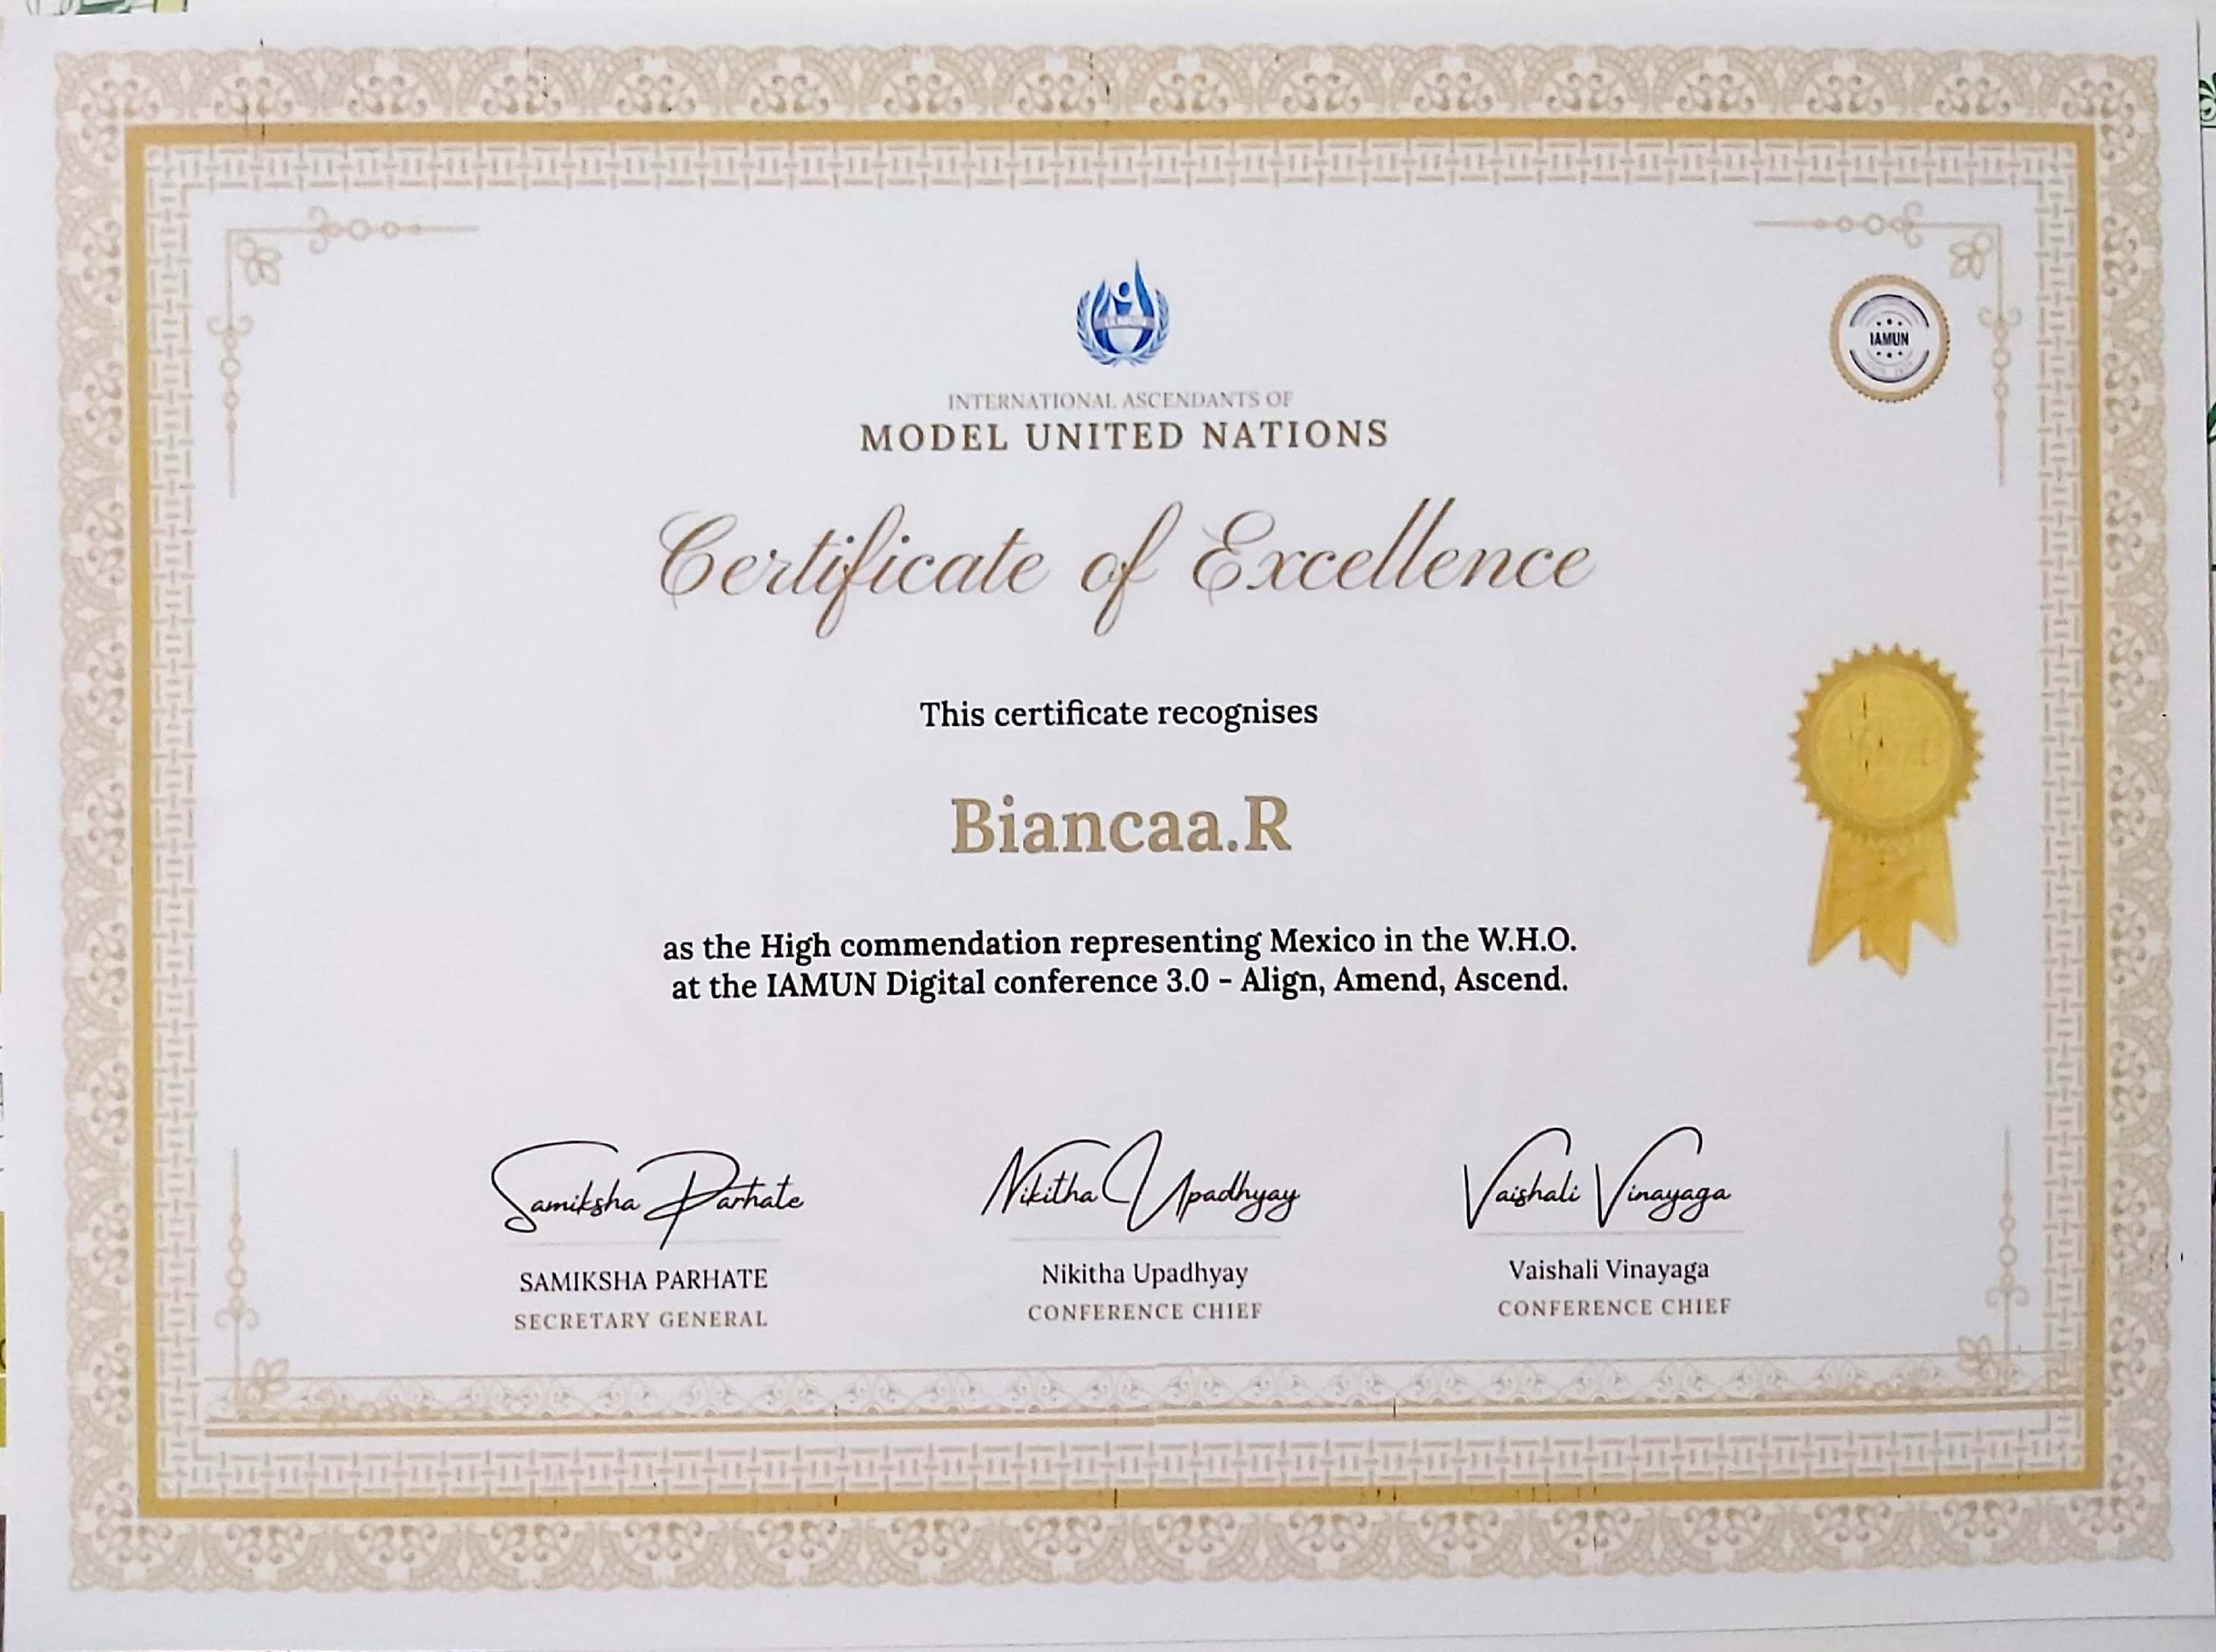 INTERNATIONAL ASCENDANTS OF
MODEL UNITED NATIONS
IAMUN
Certificate of Excellence
This certificate recognises
Biancaa.R
as the High commendation representing Mexico in the W.H.O.
at the IAMUN Digital conference 3.0 - Align, Amend, Ascend.
Samiksha Parhate
Nikitha Upadhyay
Vaishali Vinayaga
SAMIKSHA PARHATE
Nikitha Upadhyay
Vaishali Vinayaga
SECRETARY GENERAL
CONFERENCE CHIEF
CONFERENCE CHIEF